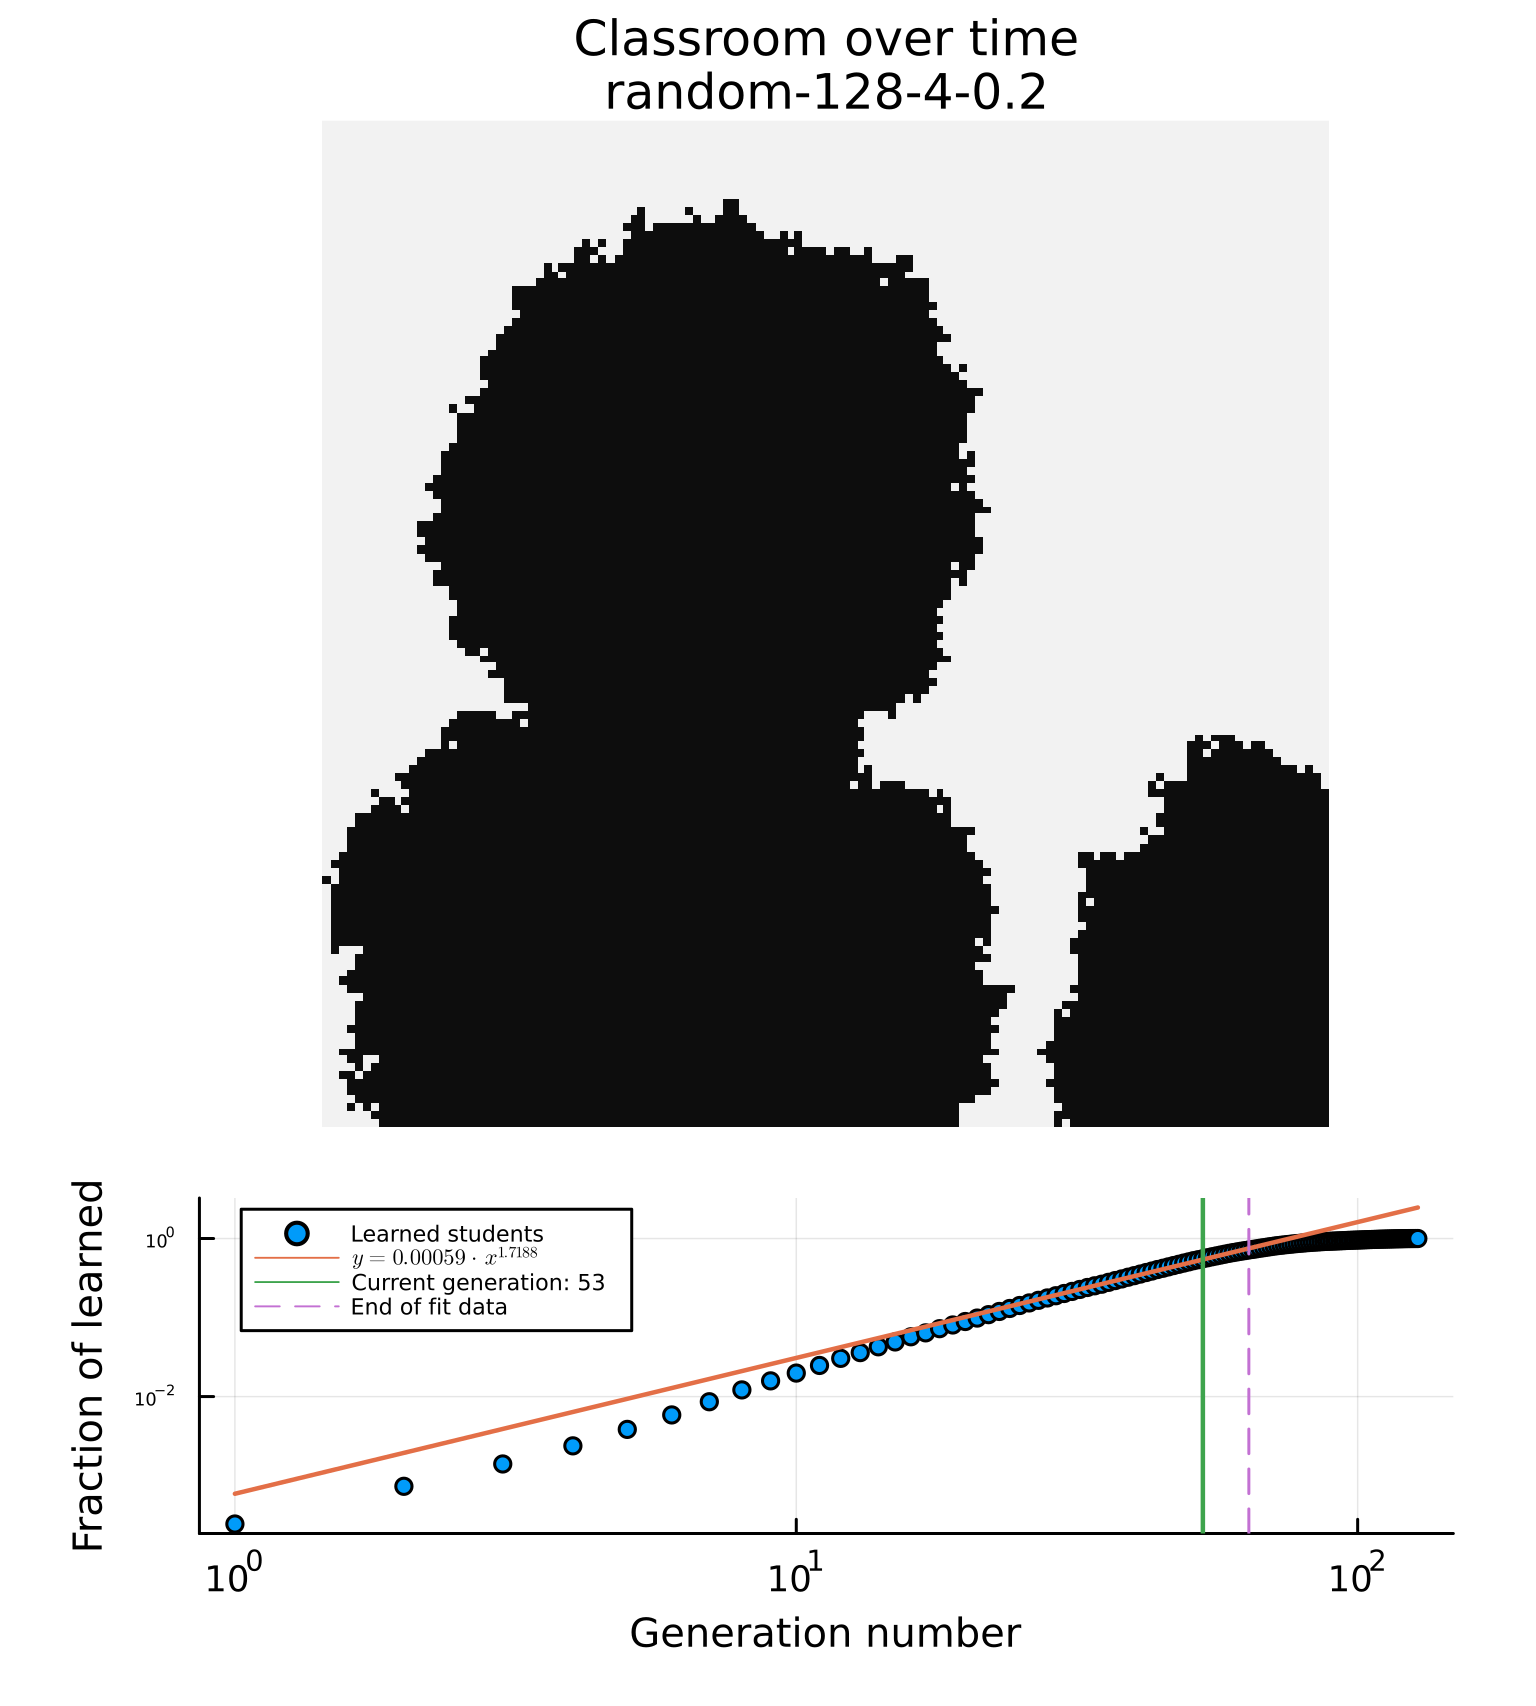 Classroom over time
random-128-4-0.2
Fraction of learned
10^0
10^-2
Learned students
y = 0.00059 · x^1.7188
Current generation: 53
End of fit data
10^0
10^1
10^2
Generation number